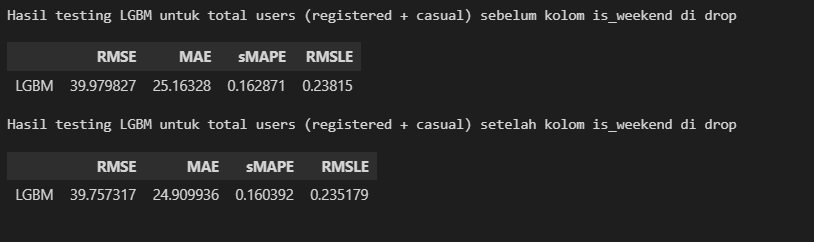 Hasil testing LGBM untuk total users (registered + casual) sebelum kolom is_weekend di drop
RMSE MAE sMAPE RMSLE
LGBM 39.979827 25.16328 0.162871 0.23815
Hasil testing LGBM untuk total users (registered + casual) setelah kolom is_weekend di drop
RMSE MAE sMAPE RMSLE
LGBM 39.757317 24.909936 0.160392 0.235179